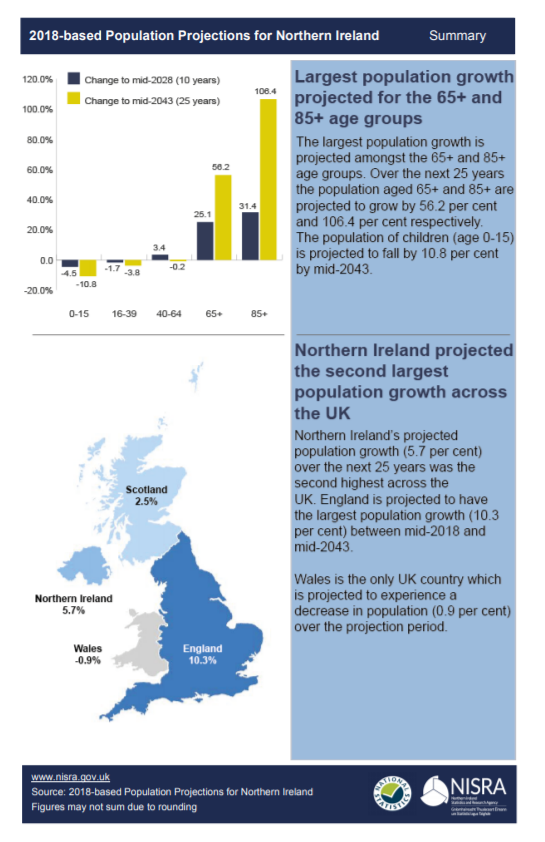 2018-based Population Projections for Northern Ireland Summary
120.0%
100.0%
80.0%
60.0%
40.0%
20.0%
0.0
-20.0%
Change to mid-2028 (10 years)
Change to mid-2043 (25 years)
-4.5
-10.8
-1.7
-3.8
3.4
-0.2
25.1
56.2
31.4
106.4
0-15 16-39 40-64 65+ 85+
Largest population growth
projected for the 65+ and
85+ age groups
The largest population growth is
projected amongst the 65+ and 85+
age groups. Over the next 25 years
the population aged 65+ and 85+ are
projected to grow by 56.2 per cent
and 106.4 per cent respectively.
The population of children (age 0-15)
is projected to fall by 10.8 per cent
by mid-2043.
Scotland
2.5%
Northern Ireland
5.7%
Wales
-0.9%
England
10.3%
Northern Ireland projected
the second largest
population growth across
the UK
Northern Ireland's projected
population growth (5.7 per cent)
over the next 25 years was the
second highest across the
UK. England is projected to have
the largest population growth (10.3
per cent) between mid-2018 and
mid-2043.
Wales is the only UK country which
is projected to experience a
decrease in population (0.9 per cent)
over the projection period.
www.nisra.gov.uk
Source: 2018-based Population Projections for Northern Ireland
Figures may not sum due to rounding
NATIONAL STATISTICS
NISRA
Northern Ireland
Statistics and Research Agency